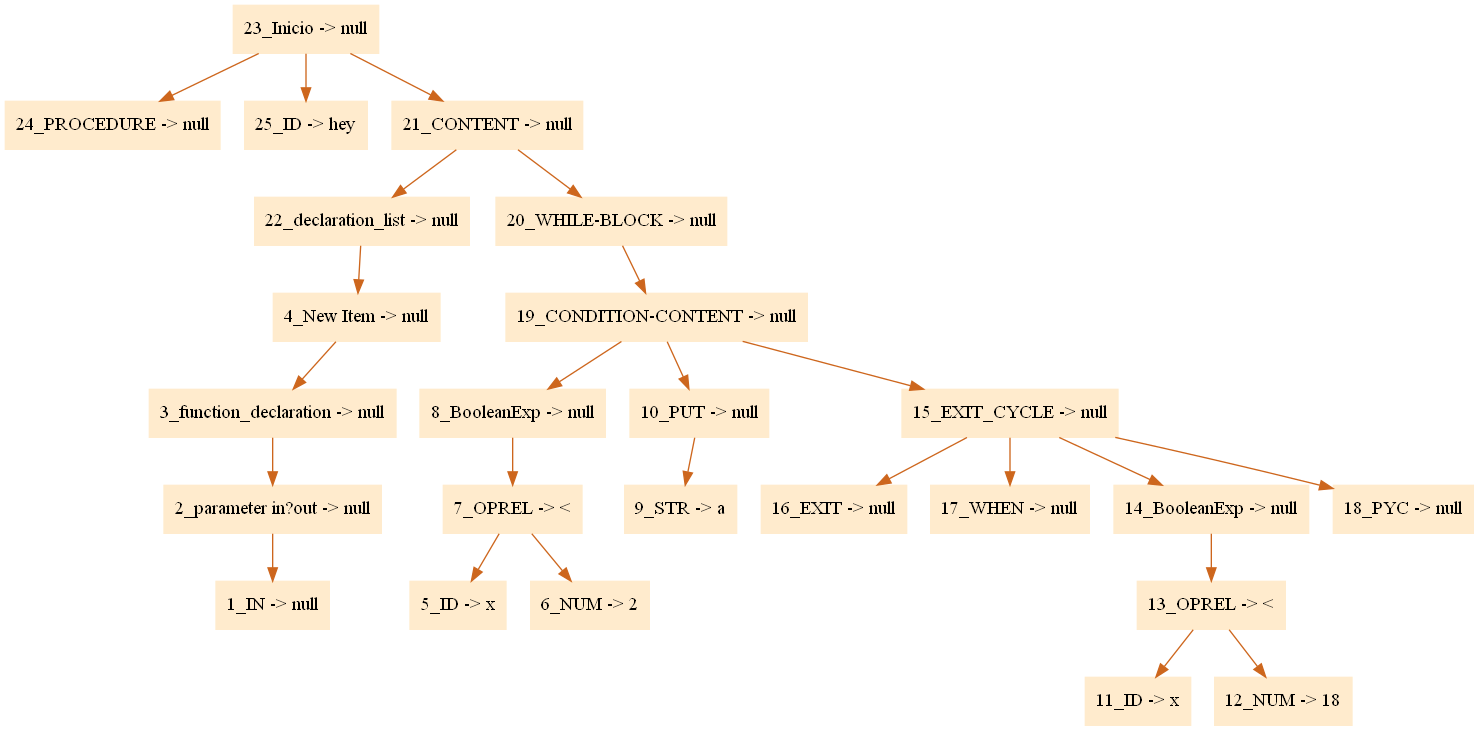 23_Inicio -> null
24_PROCEDURE -> null
25_ID -> hey
21_CONTENT -> null
22_declaration_list -> null
20_WHILE-BLOCK -> null
4_New Item -> null
19_CONDITION-CONTENT -> null
3_function_declaration -> null
8_BooleanExp -> null
10_PUT -> null
15_EXIT_CYCLE -> null
2_parameter in?out -> null
7_OPREL -> <
9_STR -> a
16_EXIT -> null
17_WHEN -> null
14_BooleanExp -> null
18_PYC -> null
1_IN -> null
5_ID -> x
6_NUM -> 2
13_OPREL -> <
11_ID -> x
12_NUM -> 18